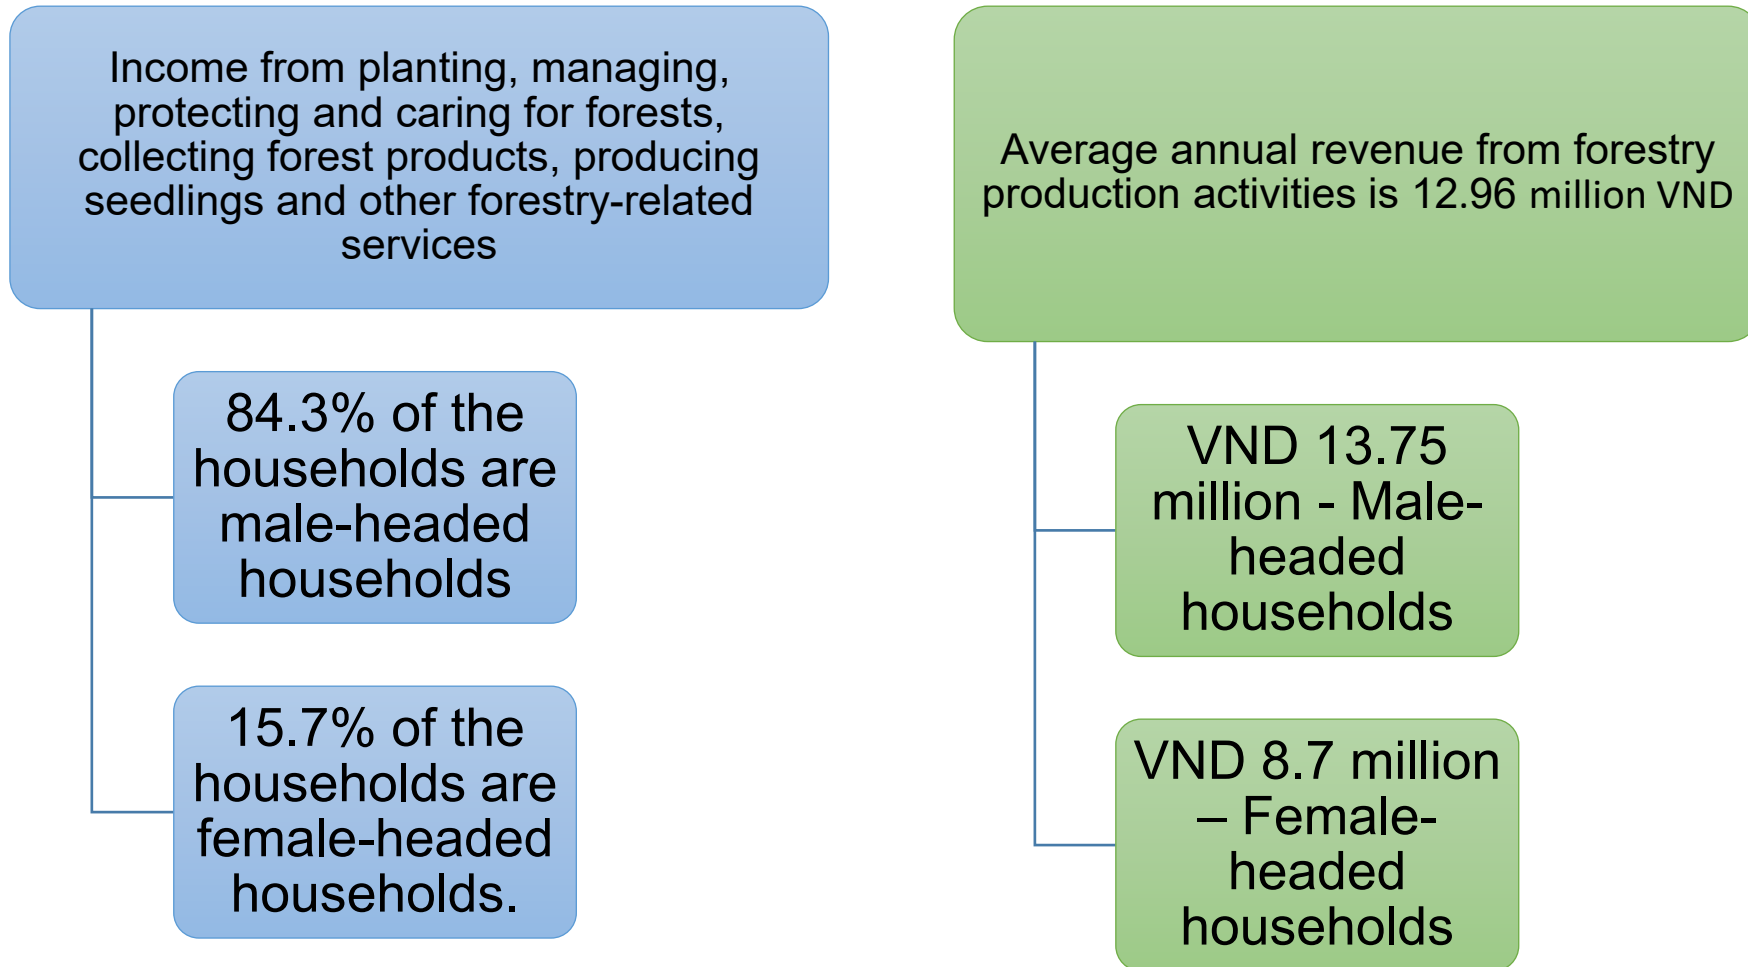 Income from planting, managing,
protecting and caring for forests,
collecting forest products, producing
seedlings and other forestry-related
services
84.3% of the
households are
male-headed
households
15.7% of the
households are
female-headed
households.
Average annual revenue from forestry
production activities is 12.96 million VND
VND 13.75
million - Male-
headed
households
VND 8.7 million
– Female-
headed
households